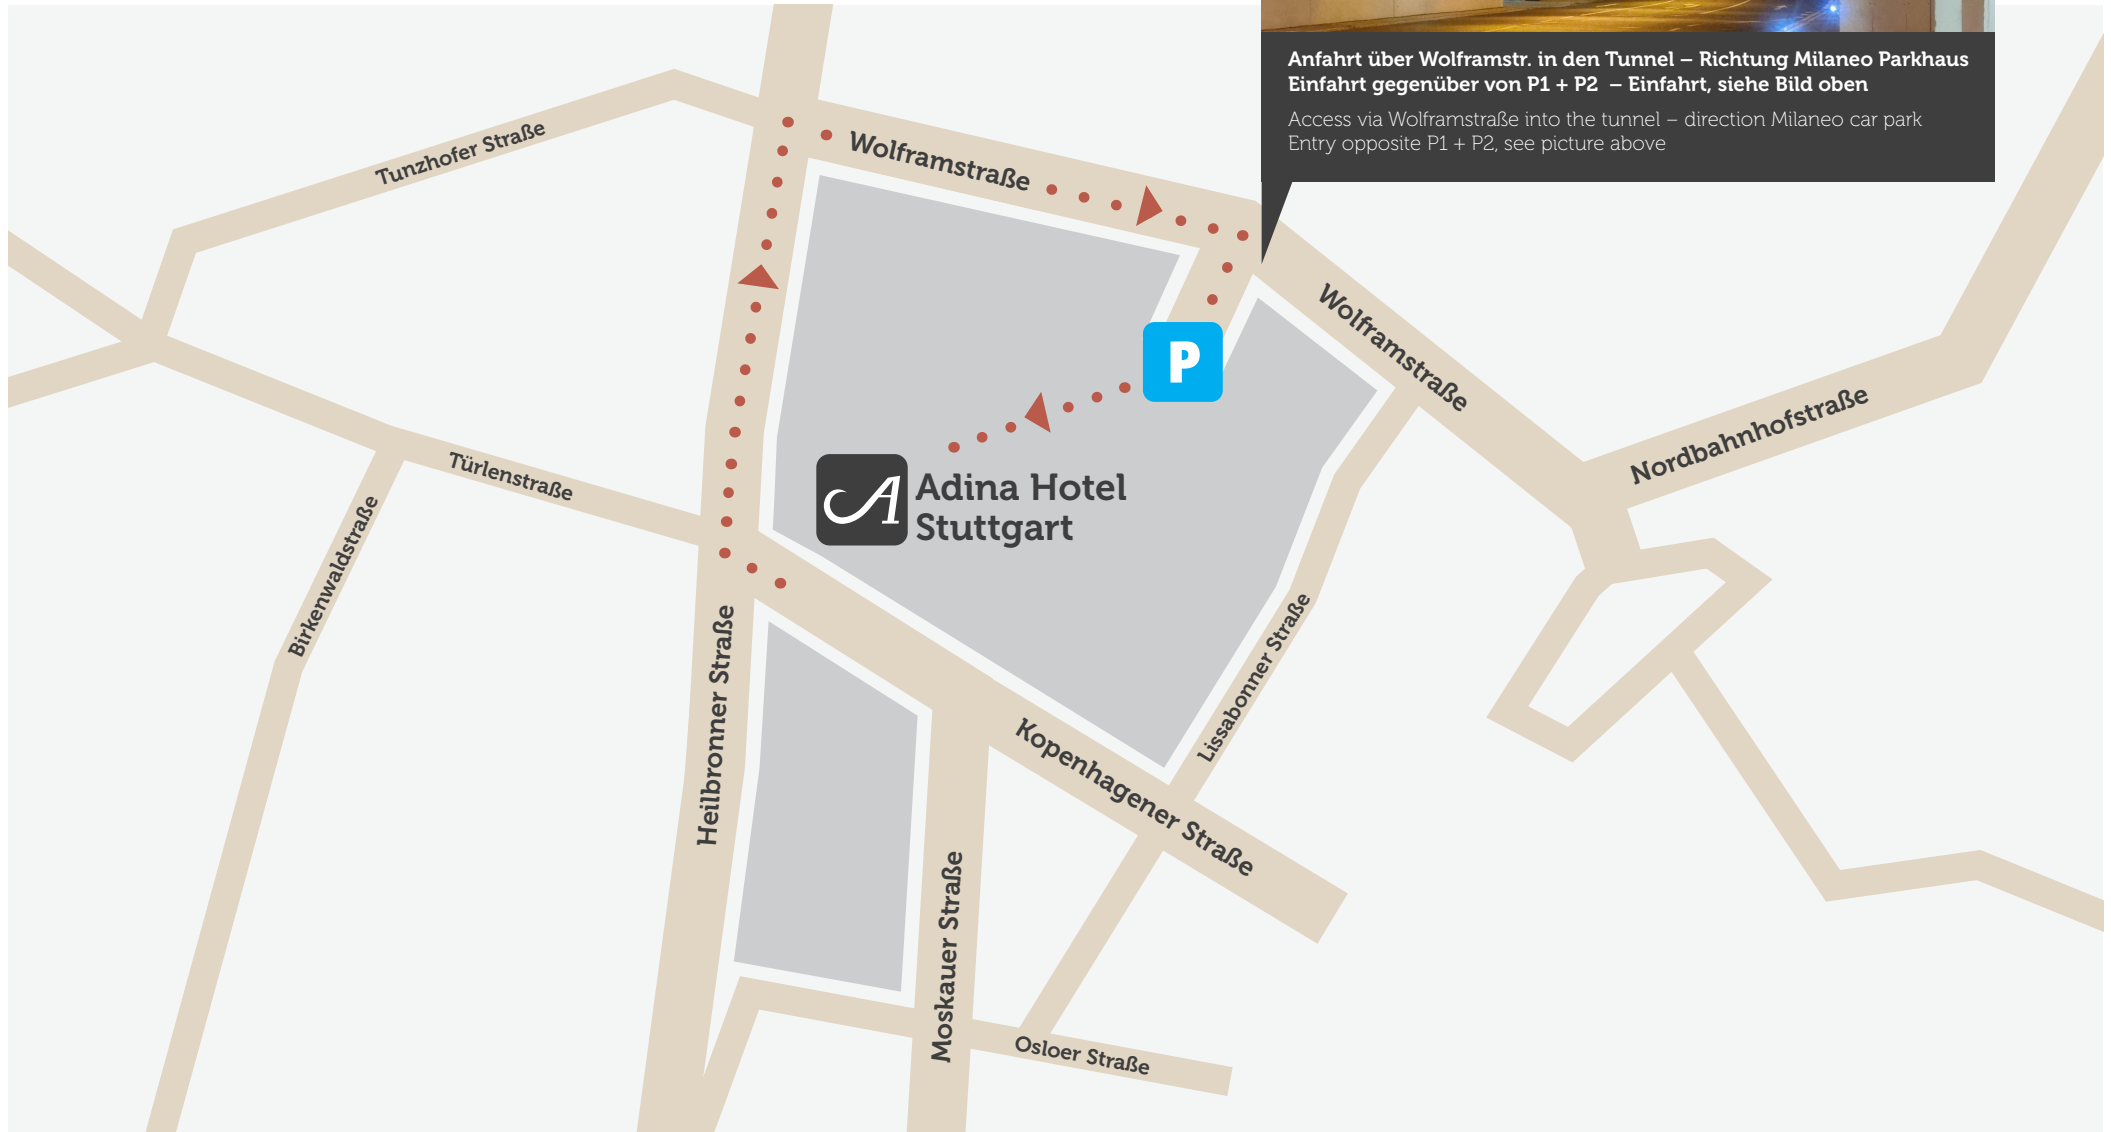 Anfahrt über Wolframstr. in den Tunnel – Richtung Milaneo Parkhaus
Einfahrt gegenüber von P1 + P2 – Einfahrt, siehe Bild oben
Access via Wolframstraße into the tunnel – direction Milaneo car park
Entry opposite P1 + P2, see picture above
Tunzhofer Straße
Wolframstraße
Wolframstraße
P
Nordbahnhofstraße
Türlenstraße
A
Adina Hotel
Stuttgart
Birkenwaldstraße
Heilbronner Straße
Lissabonner Straße
Kopenhagener Straße
Moskauer Straße
Osloer Straße